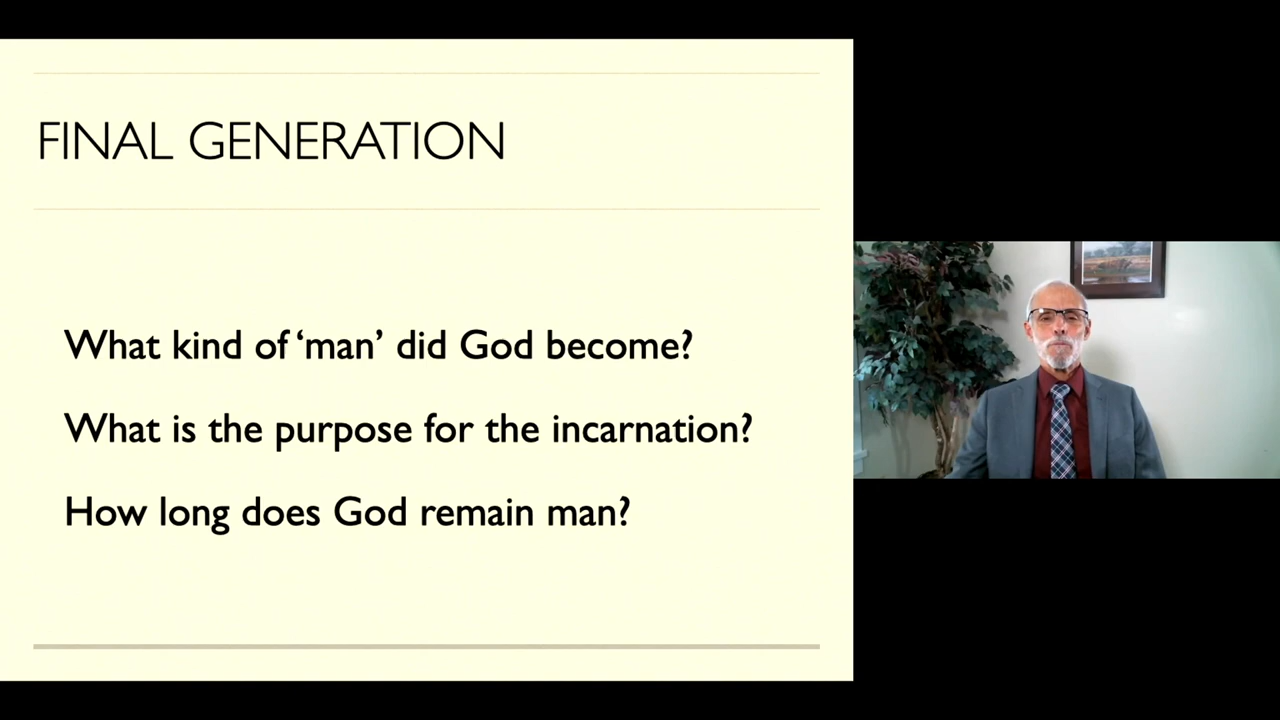 FINAL GENERATION
What kind of ‘man’ did God become?
What is the purpose for the incarnation?
How long does God remain man?